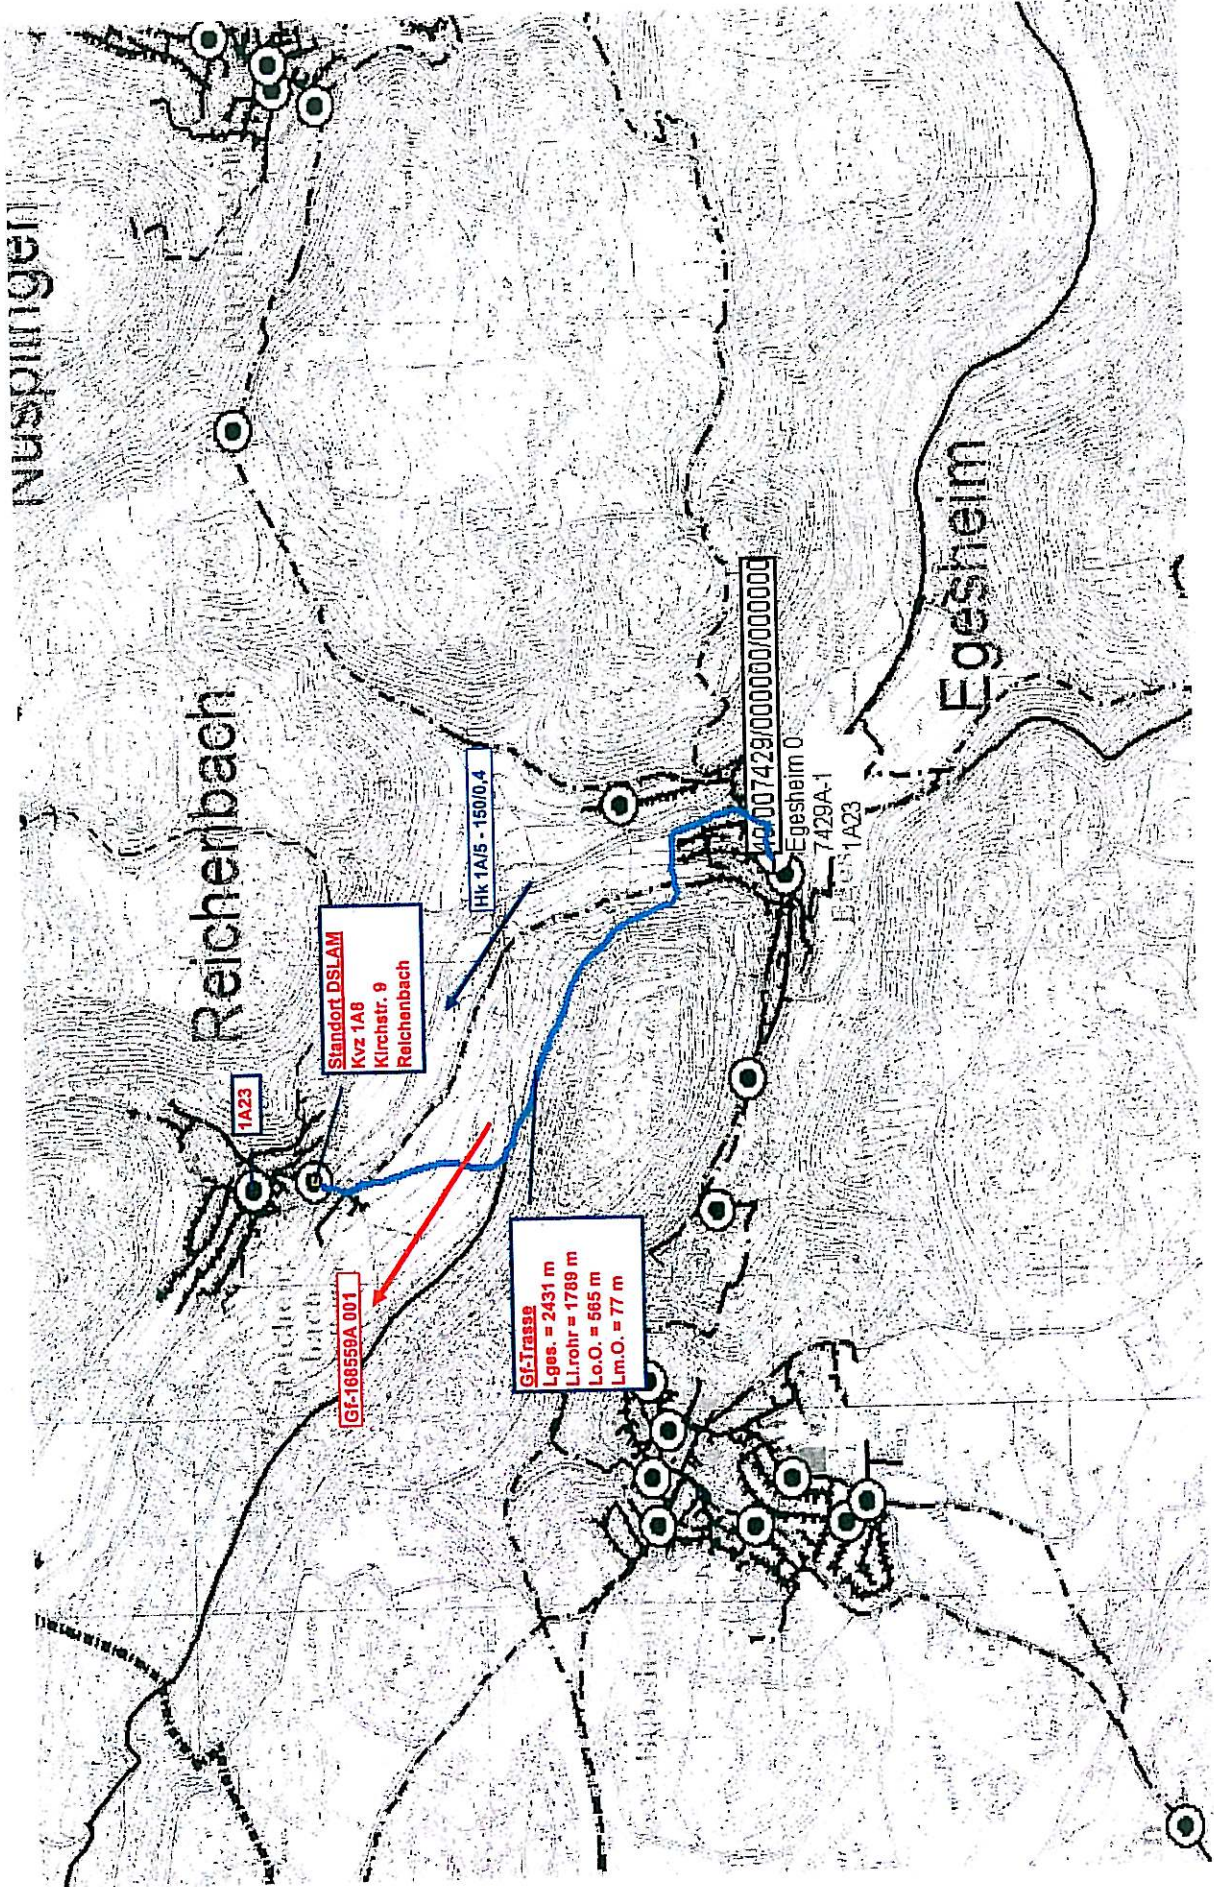 Nusplingen
Reichenbach
1A23
Standort DSLAM
Kvz 1A8
Kirchstr. 9
Reichenbach
Hk 1A/5 - 150/0,4
Gf-168559A 001
Gf-Trasse
Lges. = 2431 m
Ll.rohr = 1789 m
Lo.O. = 565 m
Lm.O. = 77 m
Egesheim 0
7429A-1
1A23
Egesheim